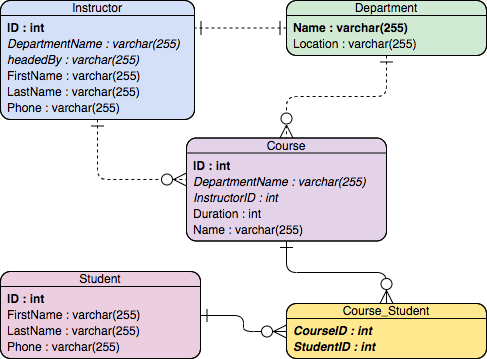 Instructor
ID : int
DepartmentName : varchar(255)
headedBy : varchar(255)
FirstName : varchar(255)
LastName : varchar(255)
Phone : varchar(255)
Department
Name : varchar(255)
Location : varchar(255)
Course
ID : int
DepartmentName : varchar(255)
InstructorID : int
Duration : int
Name : varchar(255)
Student
ID : int
FirstName : varchar(255)
LastName : varchar(255)
Phone : varchar(255)
Course_Student
CourseID : int
StudentID : int